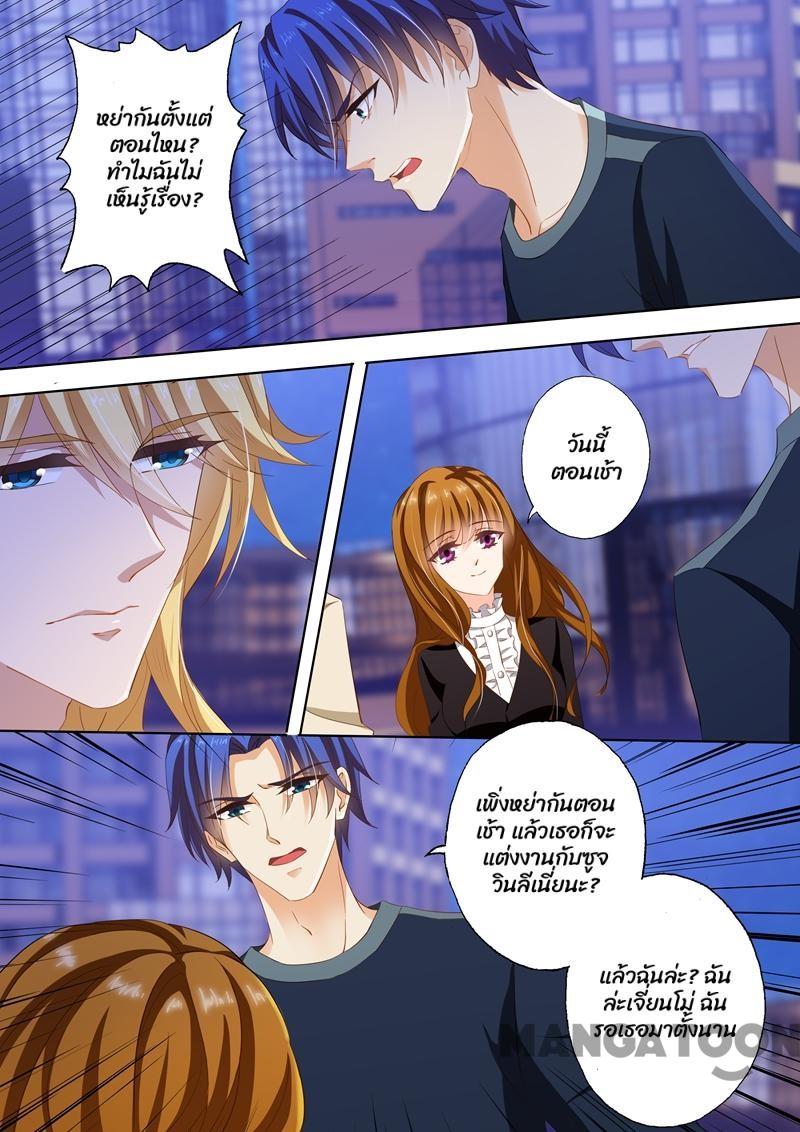 หย่ากันตั้งแต่
ตอนไหน?
ทำไมฉันไม่
เห็นรู้เรื่อง?
วันนี้
ตอนเช้า
เพิ่งหย่ากันตอน
เช้า แล้วเธอก็จะ
แต่งงานกับซูจ
วินลีเนี่ยนะ?
แล้วฉันล่ะ? ฉัน
ล่ะเจี่ยนโม่ ฉัน
รอเธอมาตั้งนาน
MANGATOON